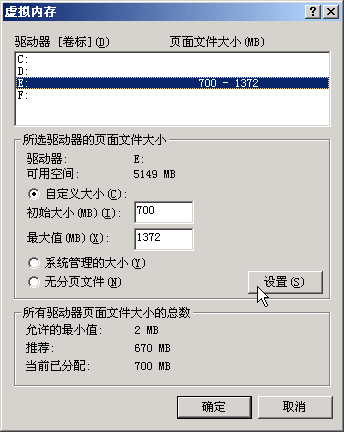 虚拟内存
驱动器 [卷标](D) 页面文件大小(MB)
C:
D:
E: 700 - 1372
F:
所选驱动器的页面文件大小
驱动器: E:
可用空间: 5149 MB
自定义大小(C):
初始大小(MB)(I): 700
最大值(MB)(X): 1372
系统管理的大小(Y)
无分页文件(N)
设置(S)
所有驱动器页面文件大小的总数
允许的最小值: 2 MB
推荐: 670 MB
当前已分配: 700 MB
确定 取消